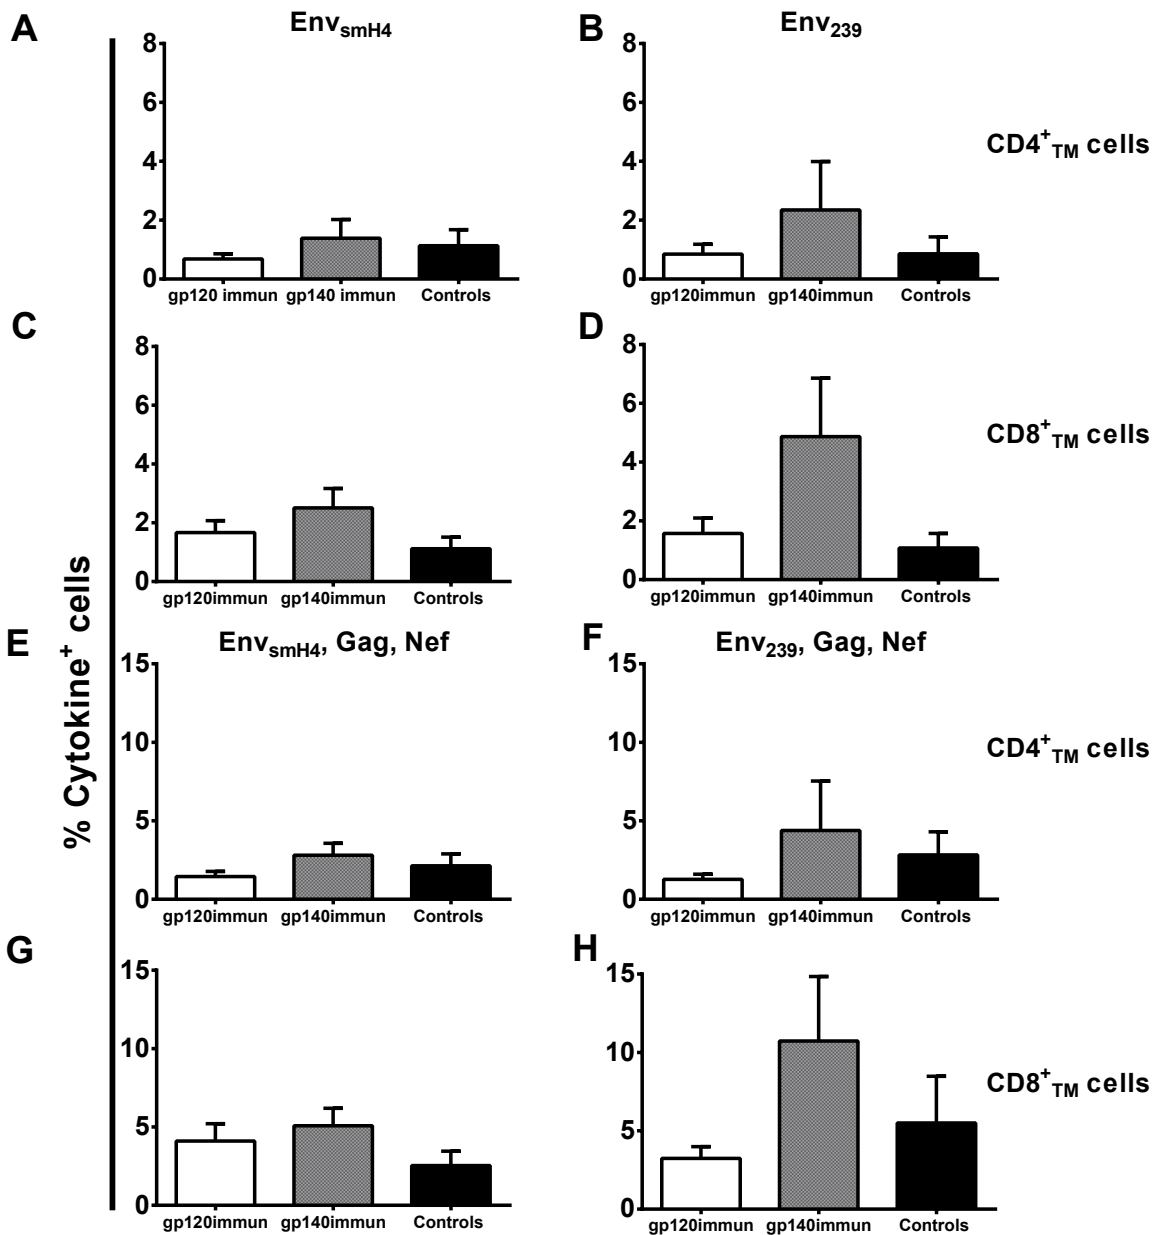 A
Env_smH4
8
6
4
2
0
gp120 immun gp140 immun Controls
B
Env_239
8
6
4
2
0
gp120immun gp140immun Controls
CD4⁺_TM cells
C
8
6
4
2
0
gp120immun gp140immun Controls
D
8
6
4
2
0
gp120immun gp140immun Controls
CD8⁺_TM cells
% Cytokine⁺ cells
E
Env_smH4, Gag, Nef
15
10
5
0
gp120immun gp140immun Controls
F
Env_239, Gag, Nef
15
10
5
0
gp120immun gp140immun Controls
CD4⁺_TM cells
G
15
10
5
0
gp120immun gp140immun Controls
H
15
10
5
0
gp120immun gp140immun Controls
CD8⁺_TM cells